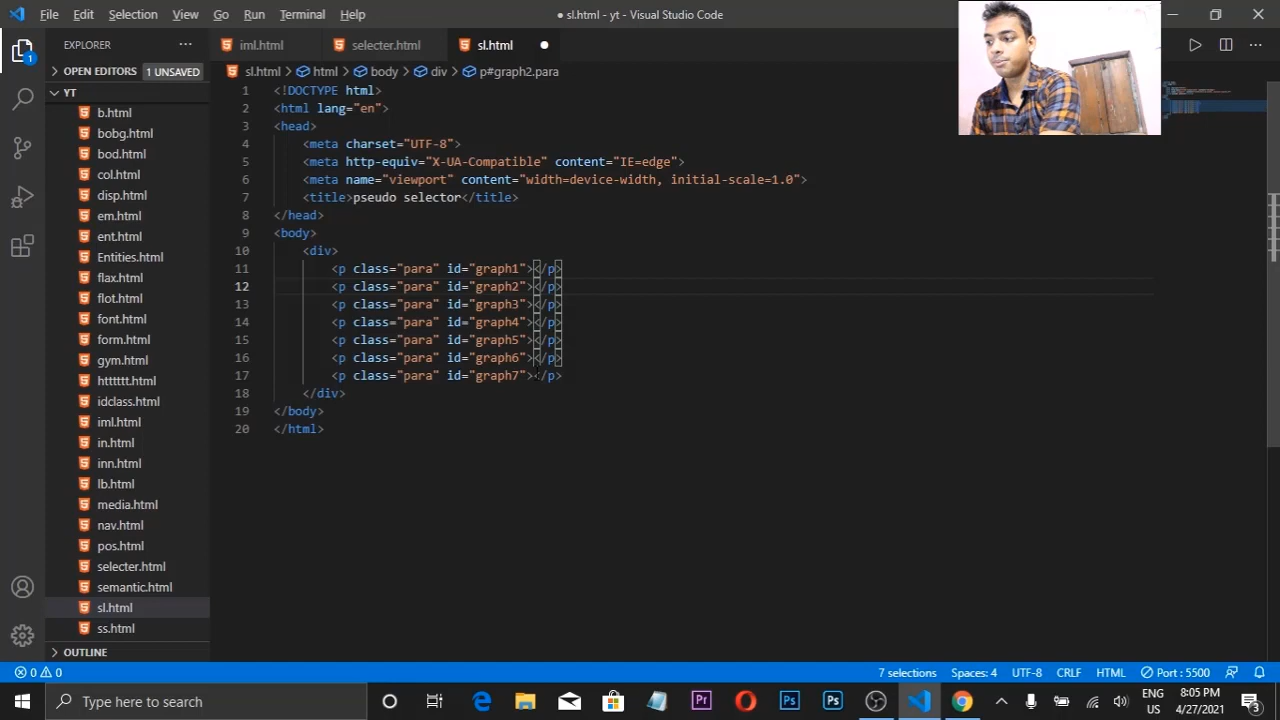 File Edit Selection View Go Run Terminal Help
● sl.html - yt - Visual Studio Code
EXPLORER
OPEN EDITORS 1 UNSAVED
YT
b.html
bobg.html
bod.html
col.html
disp.html
em.html
ent.html
Entities.html
flax.html
flot.html
font.html
form.html
gym.html
httttttt.html
idclass.html
iml.html
in.html
inn.html
lb.html
media.html
nav.html
pos.html
selecter.html
semantic.html
sl.html
ss.html
OUTLINE
iml.html selecter.html sl.html ●
sl.html > html > body > div > p#graph2.para
1 <!DOCTYPE html>
2 <html lang="en">
3 <head>
4 <meta charset="UTF-8">
5 <meta http-equiv="X-UA-Compatible" content="IE=edge">
6 <meta name="viewport" content="width=device-width, initial-scale=1.0">
7 <title>pseudo selector</title>
8 </head>
9 <body>
10 <div>
11 <p class="para" id="graph1"></p>
12 <p class="para" id="graph2"></p>
13 <p class="para" id="graph3"></p>
14 <p class="para" id="graph4"></p>
15 <p class="para" id="graph5"></p>
16 <p class="para" id="graph6"></p>
17 <p class="para" id="graph7"></p>
18 </div>
19 </body>
20 </html>
0 0 7 selections Spaces: 4 UTF-8 CRLF HTML Port : 5500
Type here to search
ENG 8:05 PM
US 4/27/2021